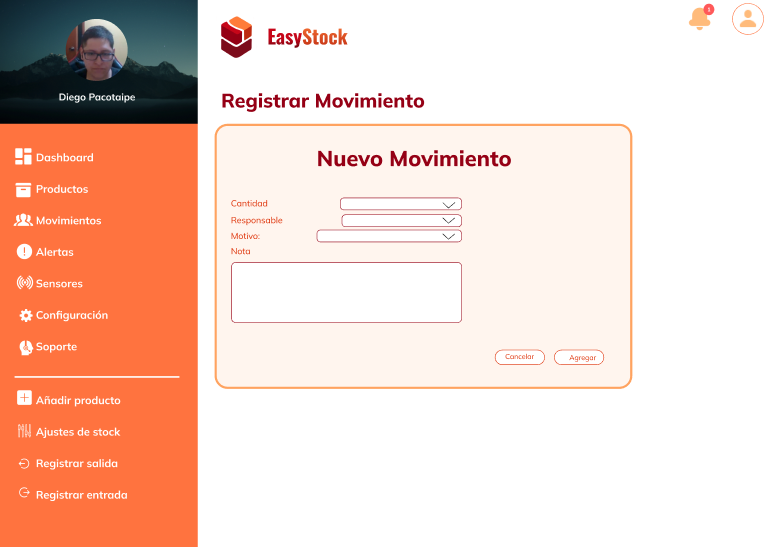 Diego Pacotaipe
Dashboard
Productos
Movimientos
Alertas
Sensores
Configuración
Soporte
Añadir producto
Ajustes de stock
Registrar salida
Registrar entrada
EasyStock
1
Registrar Movimiento
Nuevo Movimiento
Cantidad
Responsable
Motivo:
Nota
Cancelar Agregar